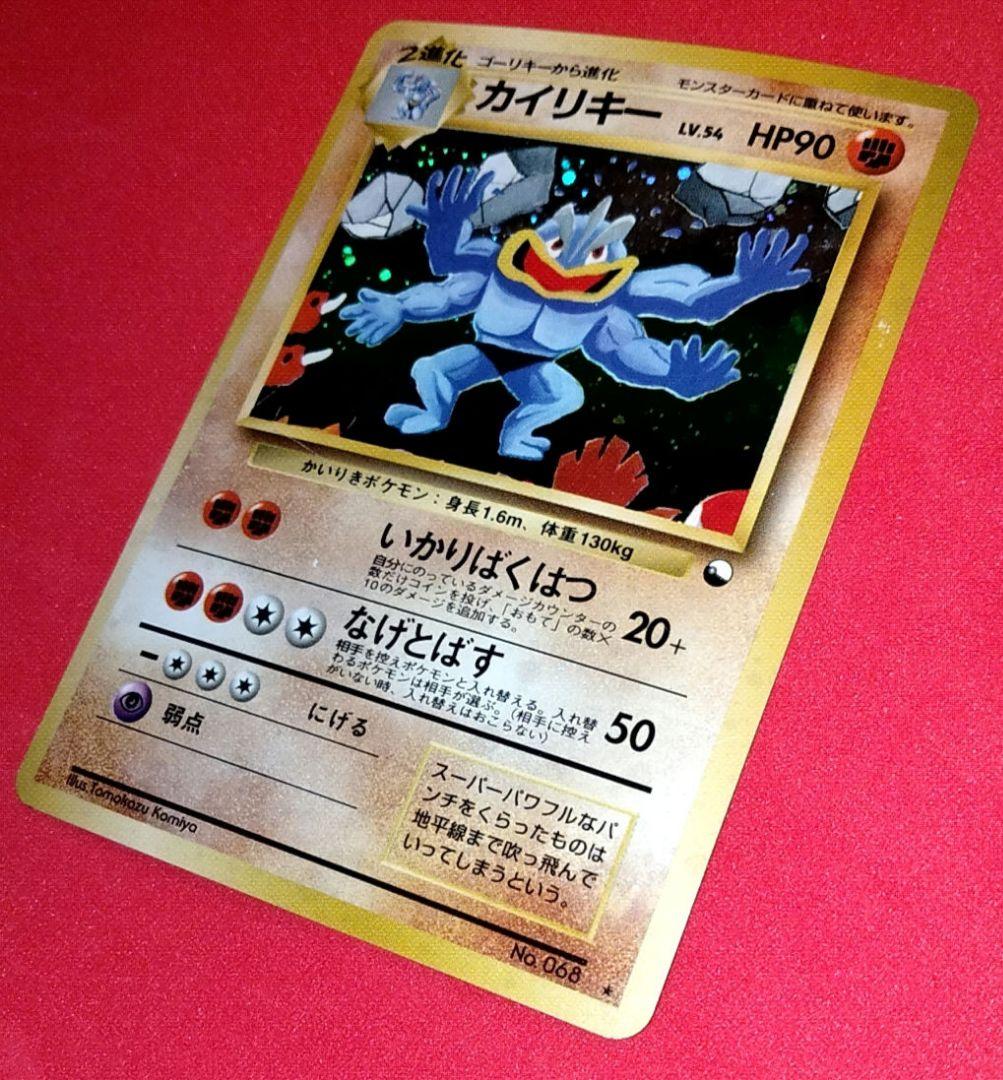 2進化 ゴーリキーから進化 モンスターカードに重ねて使います。
カイリキー LV.54 HP90
かいりきポケモン:身長1.6m、体重130kg
いかりばくはつ 20+
自分にのっているダメージカウンターの
数だけコインを投げ、「おもて」の数×
10のダメージを追加する。
なげとばす 50
相手を控えポケモンと入れ替える。入れ替
わるポケモンは相手が選ぶ。(相手に控え
がいない時、入れ替えはおこらない)
弱点 にげる
スーパーパワフルなパ
ンチをくらったものは
地平線まで吹っ飛んで
いってしまうという。
Illus.Tomokazu Komiya
No.068 ★